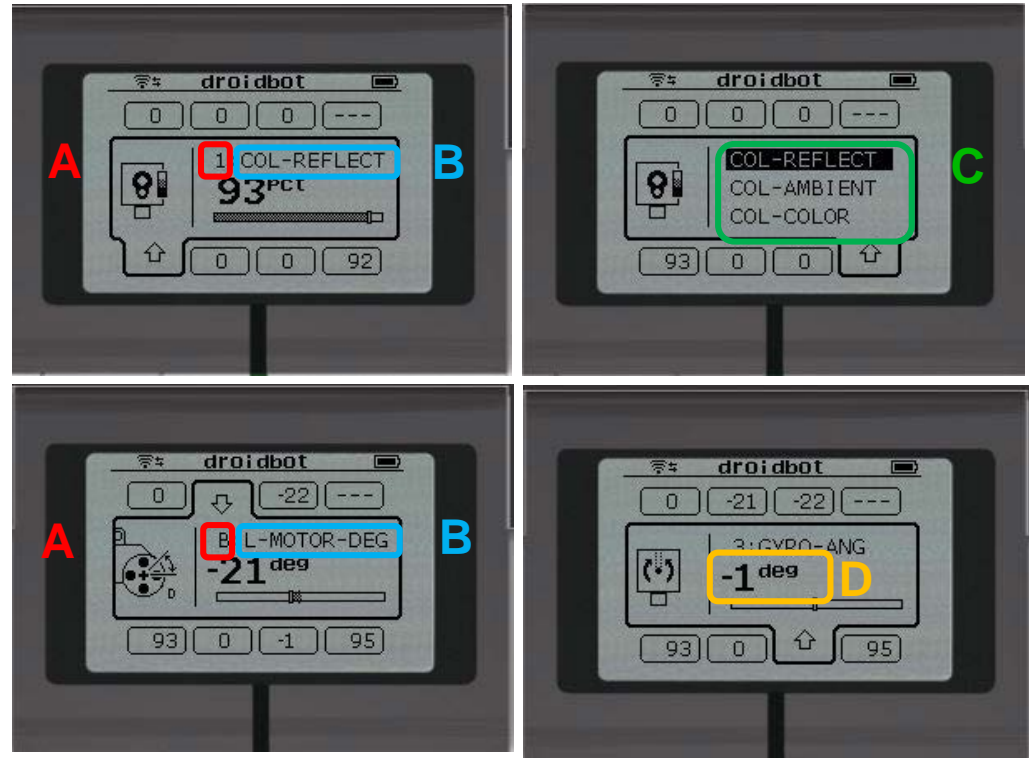 droidbot
0 0 0 ---
A
1:COL-REFLECT
B
93 Pct
0 0 92
droidbot
0 0 0 ---
COL-REFLECT
C
COL-AMBIENT
COL-COLOR
93 0 0
droidbot
0 -22 ---
A
B L-MOTOR-DEG
B
-21 deg
D
D
93 0 -1 95
droidbot
0 -21 -22 ---
3:GYRO-ANG
-1 deg
D
93 0 95